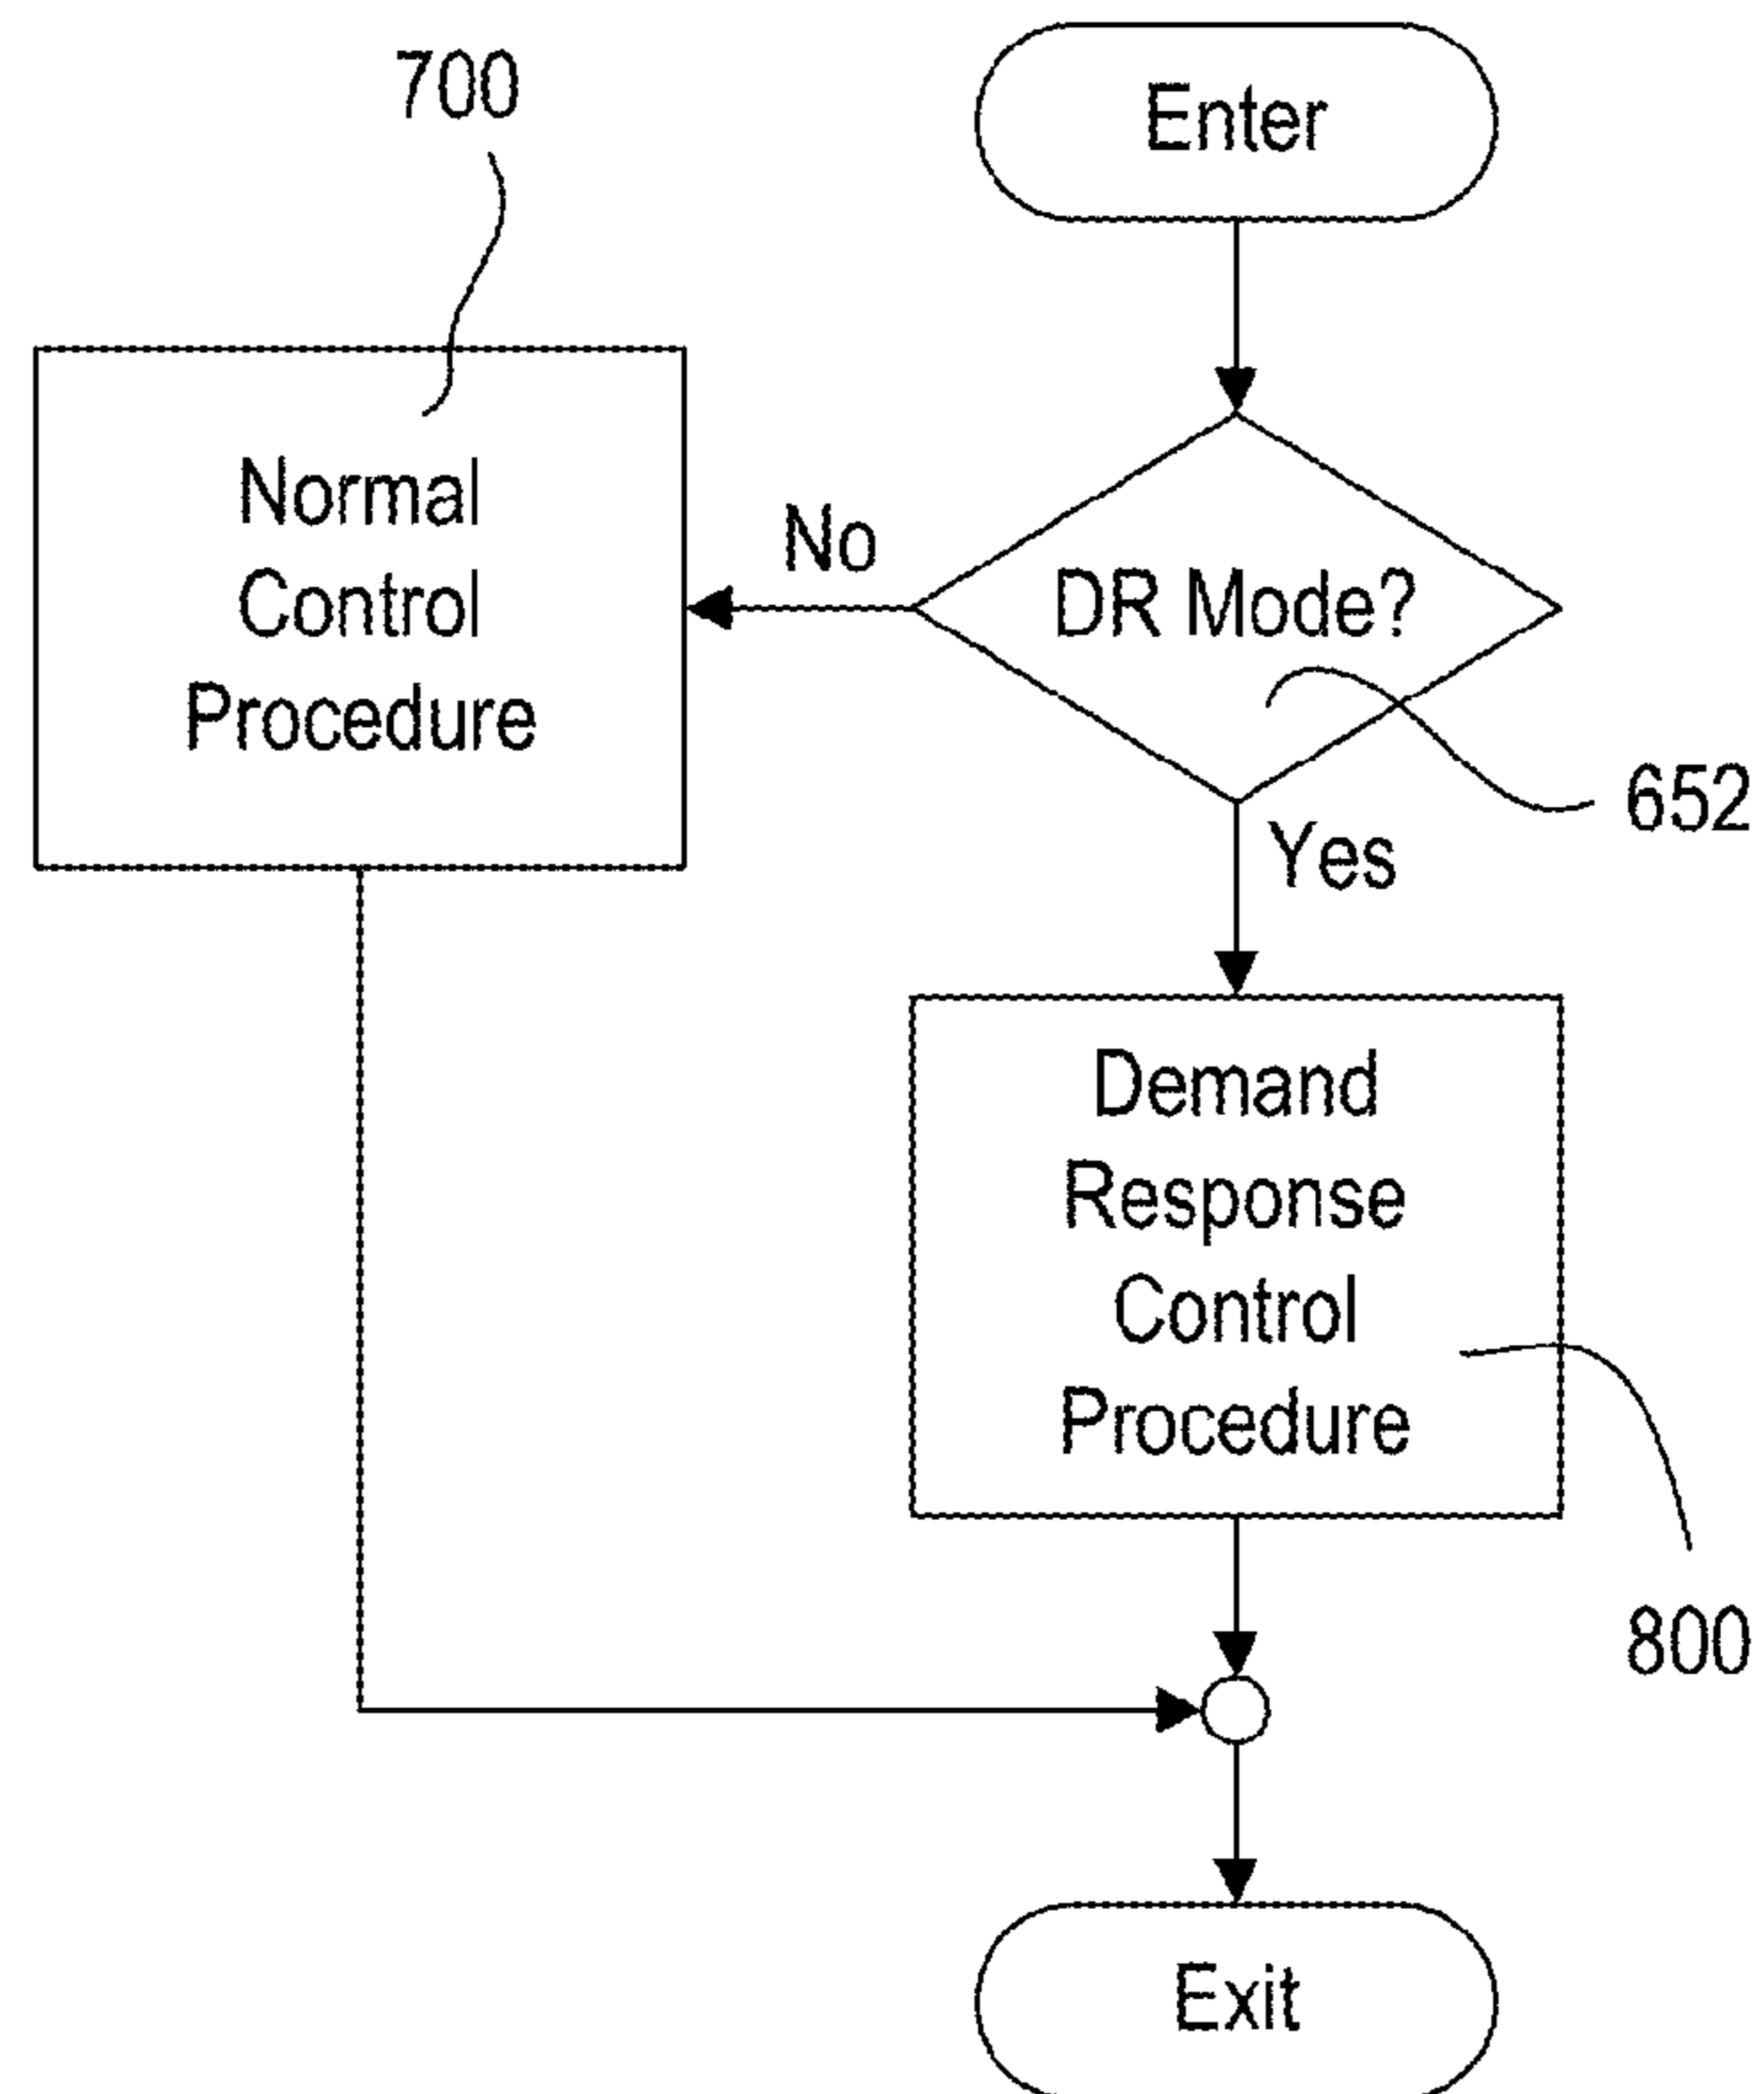 700
Enter
Normal
Control
Procedure
No
DR Mode?
652
Yes
Demand
Response
Control
Procedure
800
Exit